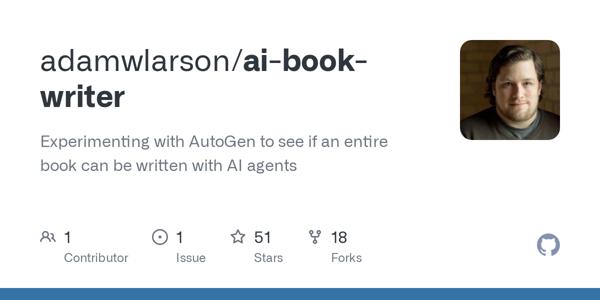 adamwlarson/ai-book-
writer
Experimenting with AutoGen to see if an entire
book can be written with AI agents
1
Contributor
1
Issue
51
Stars
18
Forks